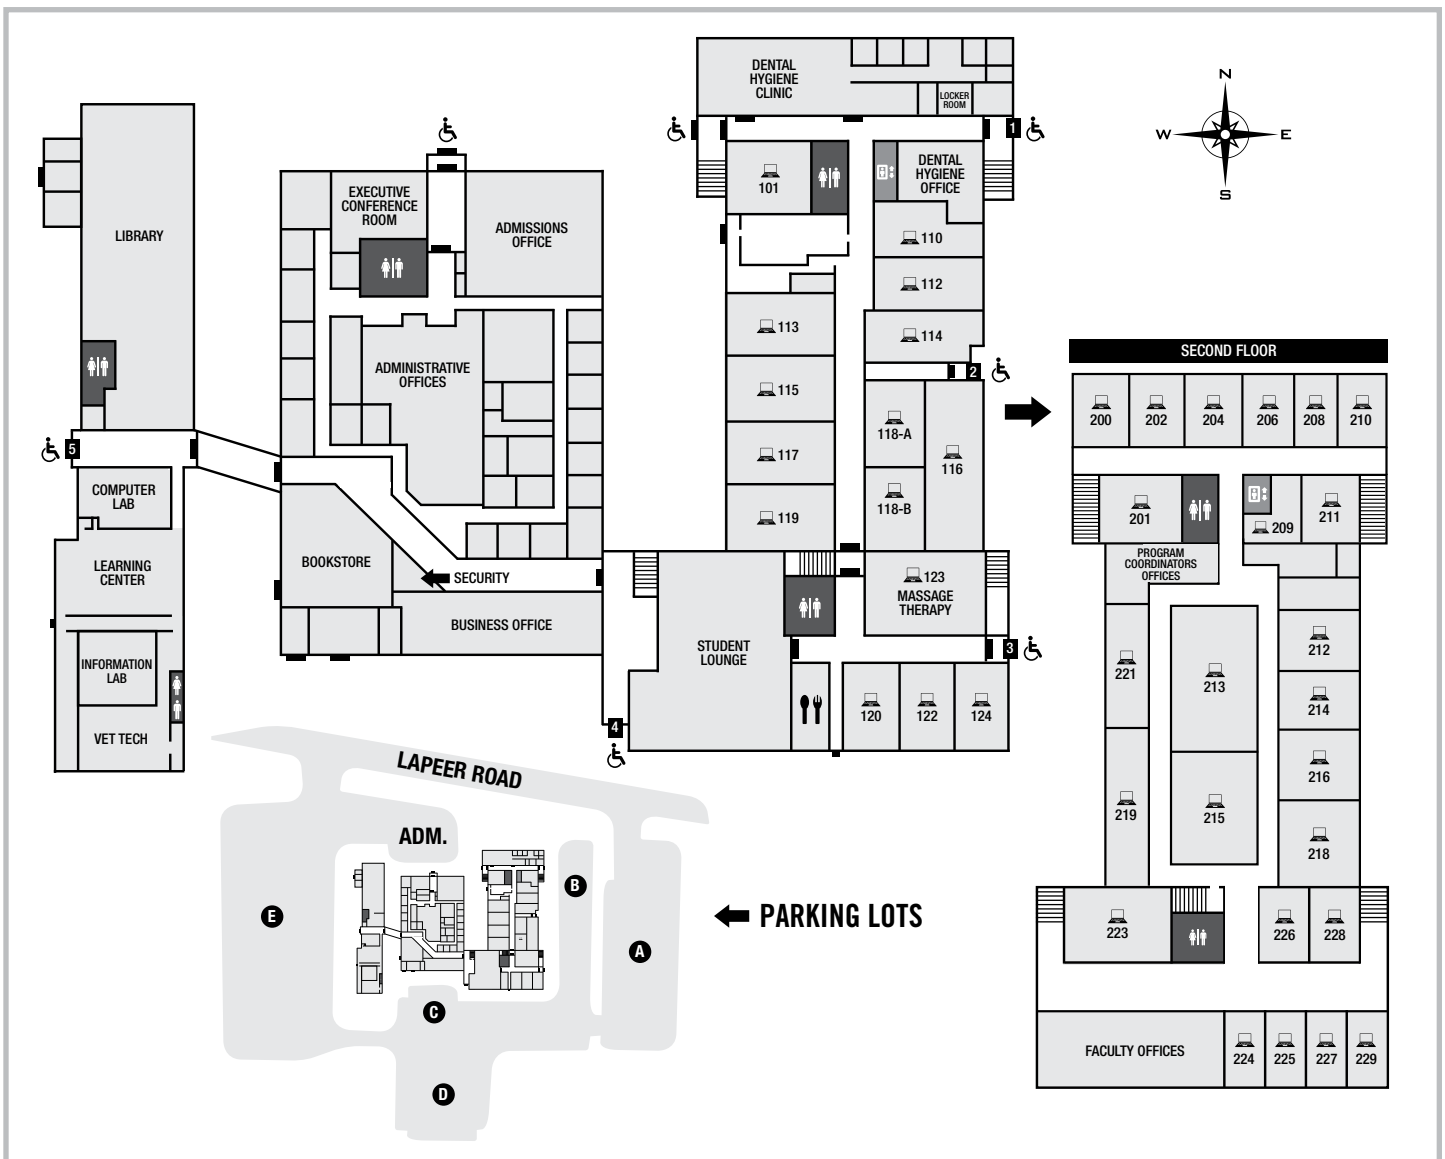 DENTAL
HYGIENE
CLINIC
LOCKER
ROOM
N
W
E
S
1
LIBRARY
EXECUTIVE
CONFERENCE
ROOM
ADMISSIONS
OFFICE
101
DENTAL
HYGIENE
OFFICE
110
112
113
114
ADMINISTRATIVE
OFFICES
115
2
118-A
117
116
118-B
119
5
COMPUTER
LAB
LEARNING
CENTER
BOOKSTORE
SECURITY
BUSINESS OFFICE
123
MASSAGE
THERAPY
STUDENT
LOUNGE
3
INFORMATION
LAB
VET TECH
120
122
124
4
SECOND FLOOR
200
202
204
206
208
210
201
209
211
PROGRAM
COORDINATORS
OFFICES
212
221
213
214
216
219
215
218
223
226
228
FACULTY OFFICES
224
225
227
229
LAPEER ROAD
ADM.
B
E
A
C
D
PARKING LOTS